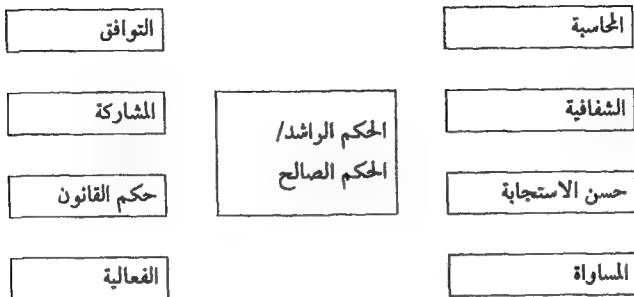 المحاسبة
التوافق
الشفافية
المشاركة
الحكم الراشد/
الحكم الصالح
حسن الاستجابة
حكم القانون
المساواة
الفعالية